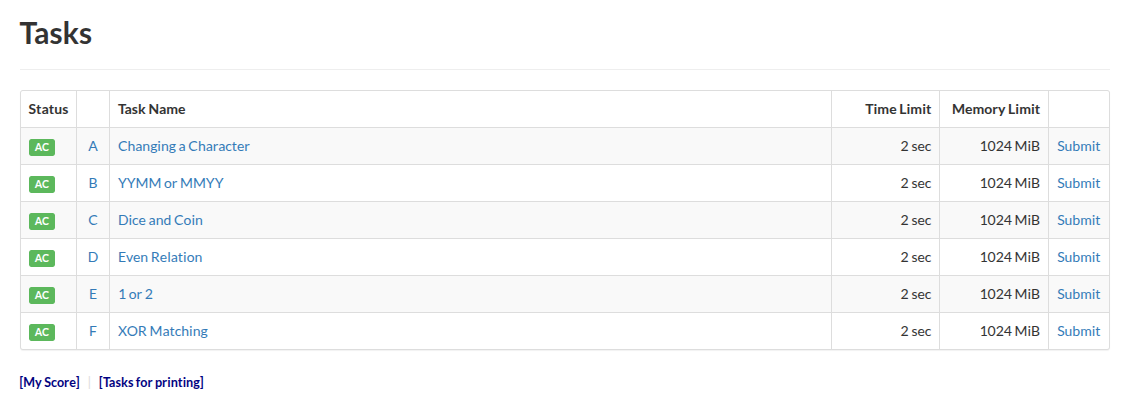 Tasks
Status Task Name Time Limit Memory Limit
AC A Changing a Character 2 sec 1024 MiB Submit
AC B YYMM or MMYY 2 sec 1024 MiB Submit
AC C Dice and Coin 2 sec 1024 MiB Submit
AC D Even Relation 2 sec 1024 MiB Submit
AC E 1 or 2 2 sec 1024 MiB Submit
AC F XOR Matching 2 sec 1024 MiB Submit
[My Score] | [Tasks for printing]